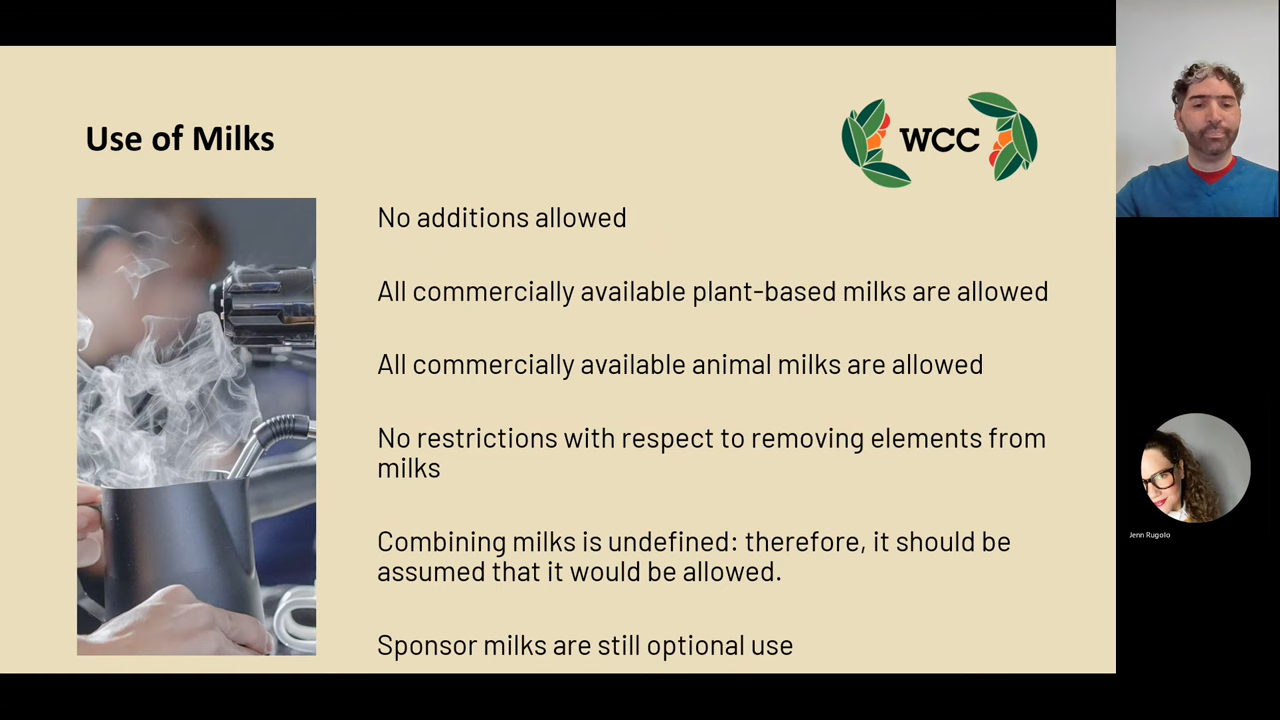 Use of Milks
WCC
No additions allowed
All commercially available plant-based milks are allowed
All commercially available animal milks are allowed
No restrictions with respect to removing elements from
milks
Combining milks is undefined: therefore, it should be
assumed that it would be allowed.
Sponsor milks are still optional use
Jenn Rugolo